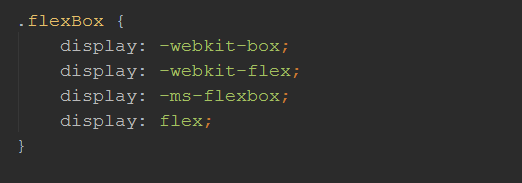 .flexBox {
    display: -webkit-box;
    display: -webkit-flex;
    display: -ms-flexbox;
    display: flex;
}